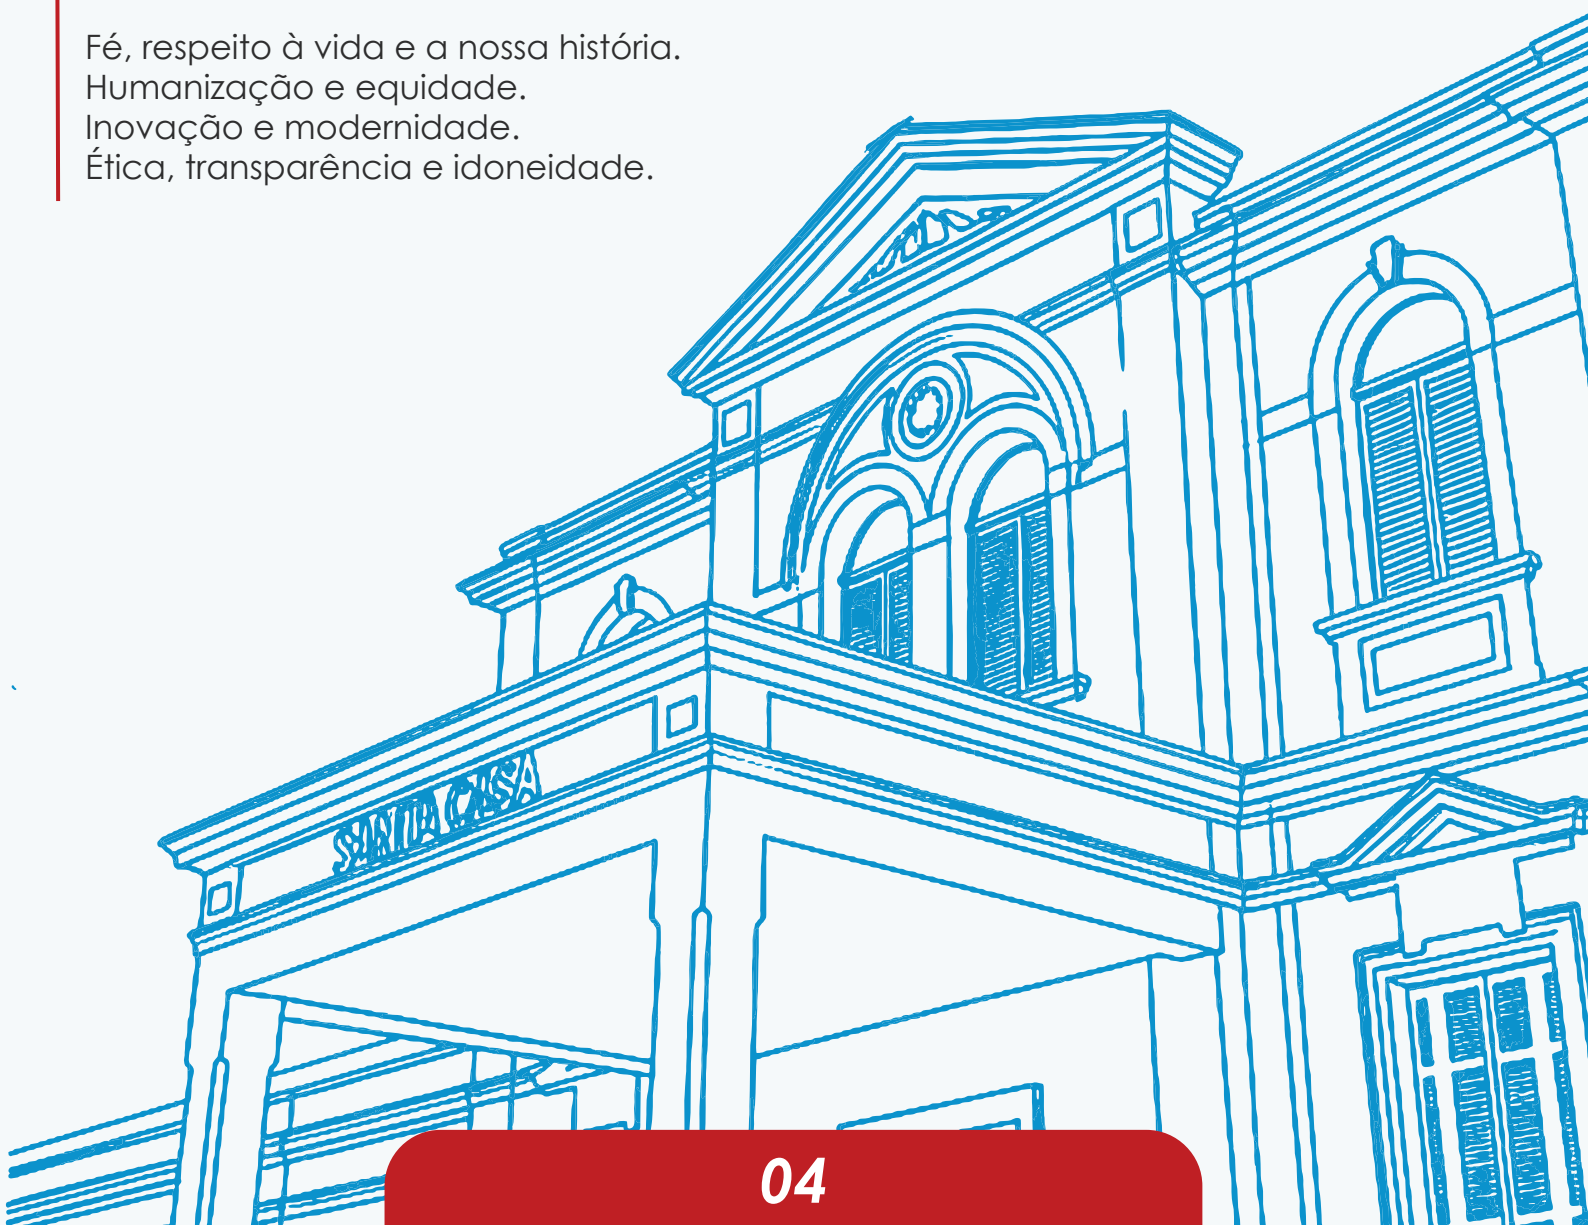 Fé, respeito à vida e a nossa história.
Humanização e equidade.
Inovação e modernidade.
Ética, transparência e idoneidade.
SANTA CASA
04